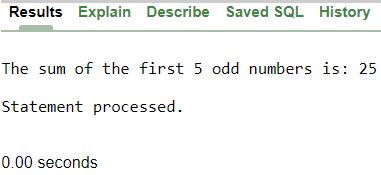 Results Explain Describe Saved SQL History
The sum of the first 5 odd numbers is: 25
Statement processed.
0.00 seconds